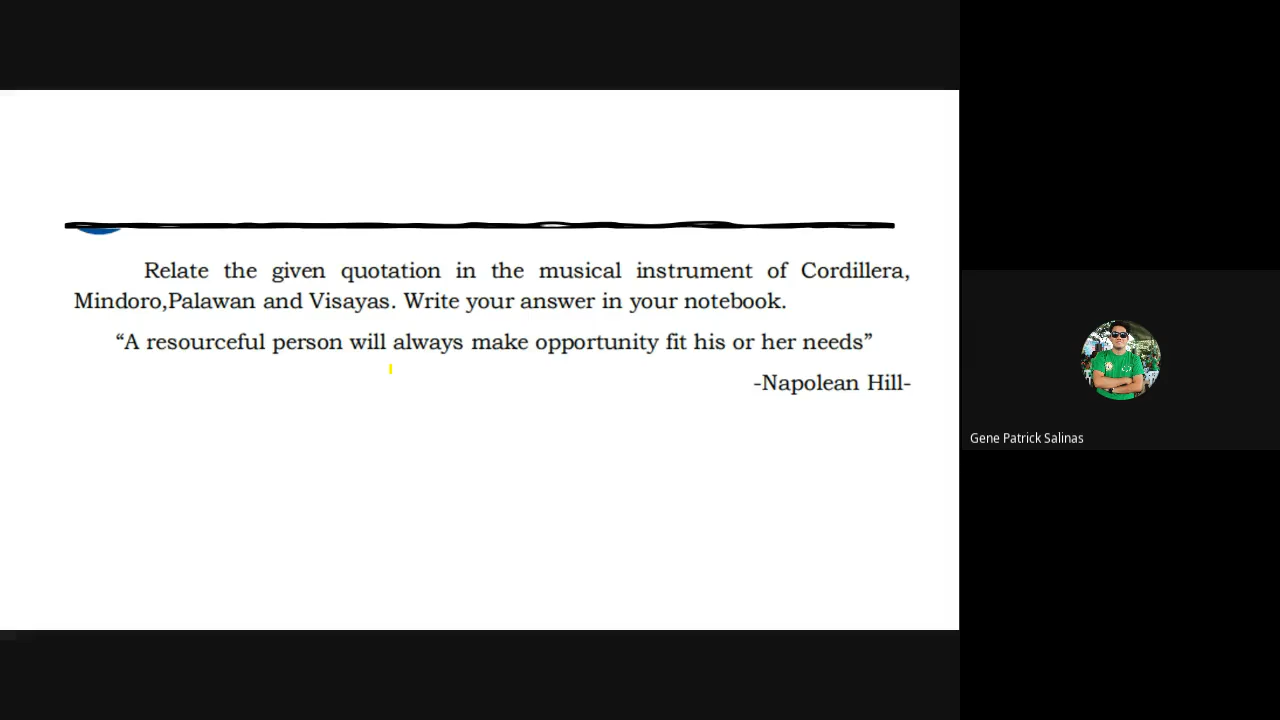 Relate the given quotation in the musical instrument of Cordillera,
Mindoro,Palawan and Visayas. Write your answer in your notebook.
“A resourceful person will always make opportunity fit his or her needs”
-Napolean Hill-
Gene Patrick Salinas